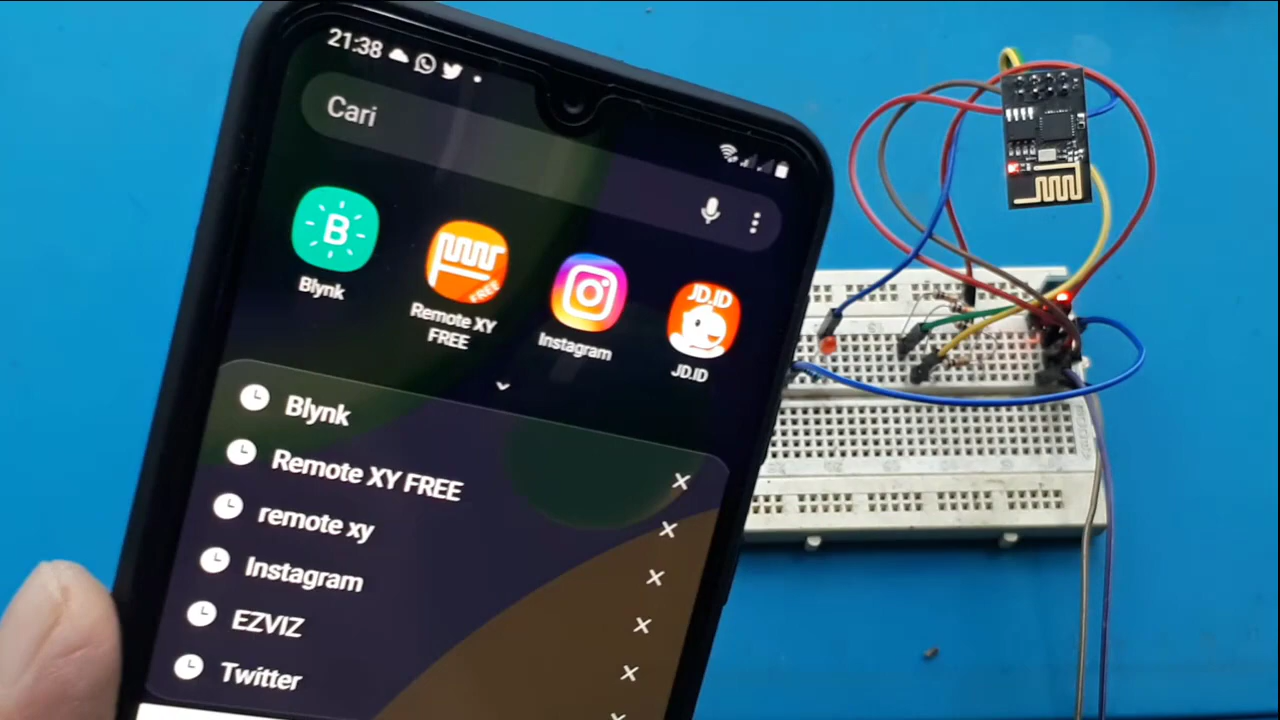 21:38
Cari
B
FREE
JD.ID
Blynk
Remote XY
FREE
Instagram
JD.ID
Blynk
Remote XY FREE
remote xy
Instagram
EZVIZ
Twitter